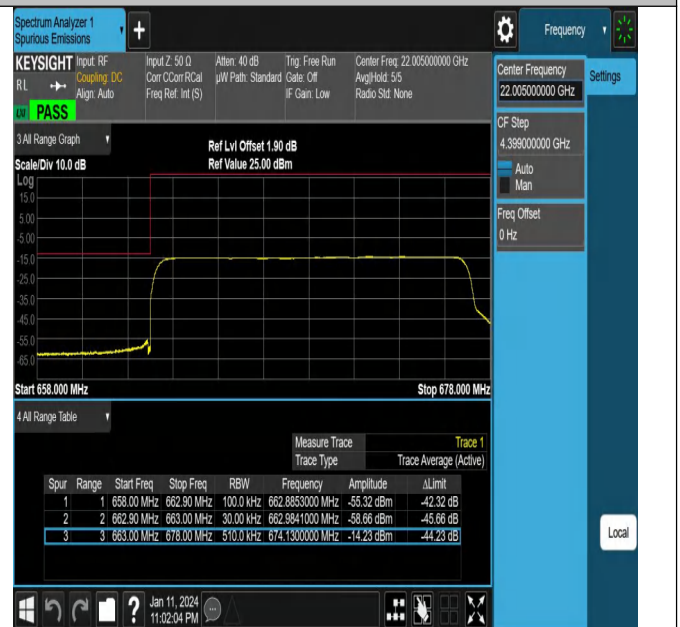 Spectrum Analyzer 1
Spurious Emissions
+
Frequency
KEYSIGHT Input: RF Input Z: 50 Ω Atten: 40 dB Trig: Free Run Center Freq: 22.005000000 GHz
RL Coupling: DC Corr CCorr RCal µW Path: Standard Gate: Off Avg|Hold: 5/5
Align: Auto Freq Ref: Int (S) IF Gain: Low Radio Std: None
LXI PASS
Center Frequency
22.005000000 GHz
Settings
CF Step
4.399000000 GHz
Auto
Man
Freq Offset
0 Hz
3 All Range Graph
Ref Lvl Offset 1.90 dB
Scale/Div 10.0 dB Ref Value 25.00 dBm
Log
15.0
5.00
-5.00
-15.0
-25.0
-35.0
-45.0
-55.0
-65.0
Start 658.000 MHz Stop 678.000 MHz
4 All Range Table
Measure Trace Trace 1
Trace Type Trace Average (Active)
Spur Range Start Freq Stop Freq RBW Frequency Amplitude ΔLimit
1 1 658.00 MHz 662.90 MHz 100.0 kHz 662.8853000 MHz -55.32 dBm -42.32 dB
2 2 662.90 MHz 663.00 MHz 30.00 kHz 662.9841000 MHz -58.66 dBm -45.66 dB
3 3 663.00 MHz 678.00 MHz 510.0 kHz 674.1300000 MHz -14.23 dBm -44.23 dB
Local
? Jan 11, 2024
11:02:04 PM